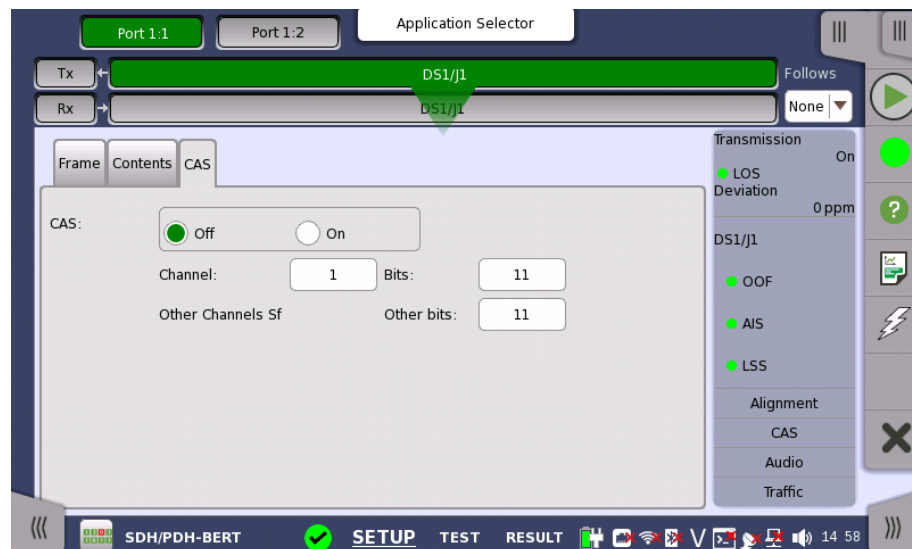 Application Selector
Port 1:1 Port 1:2
Tx DS1/J1 Follows
Rx DS1/J1 None
Frame Contents CAS
CAS: Off On
Channel: 1 Bits: 11
Other Channels Sf Other bits: 11
Transmission
On
LOS
Deviation
0 ppm
DS1/J1
OOF
AIS
LSS
Alignment
CAS
Audio
Traffic
?
SDH/PDH-BERT SETUP TEST RESULT V 14 58